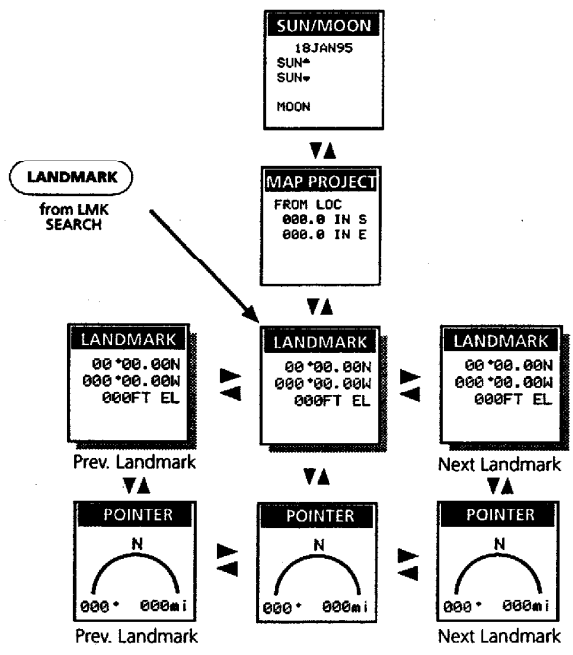 SUN/MOON
18JAN95
SUN
SUN
MOON
LANDMARK
from LMK
SEARCH
MAP PROJECT
FROM LOC
000.0 IN S
000.0 IN E
LANDMARK
00°00.00N
000°00.00W
000FT EL
Prev. Landmark
LANDMARK
00°00.00N
000°00.00W
000FT EL
LANDMARK
00°00.00N
000°00.00W
000FT EL
Next Landmark
POINTER
N
000° 000mi
Prev. Landmark
POINTER
N
000° 000mi
POINTER
N
000° 000mi
Next Landmark